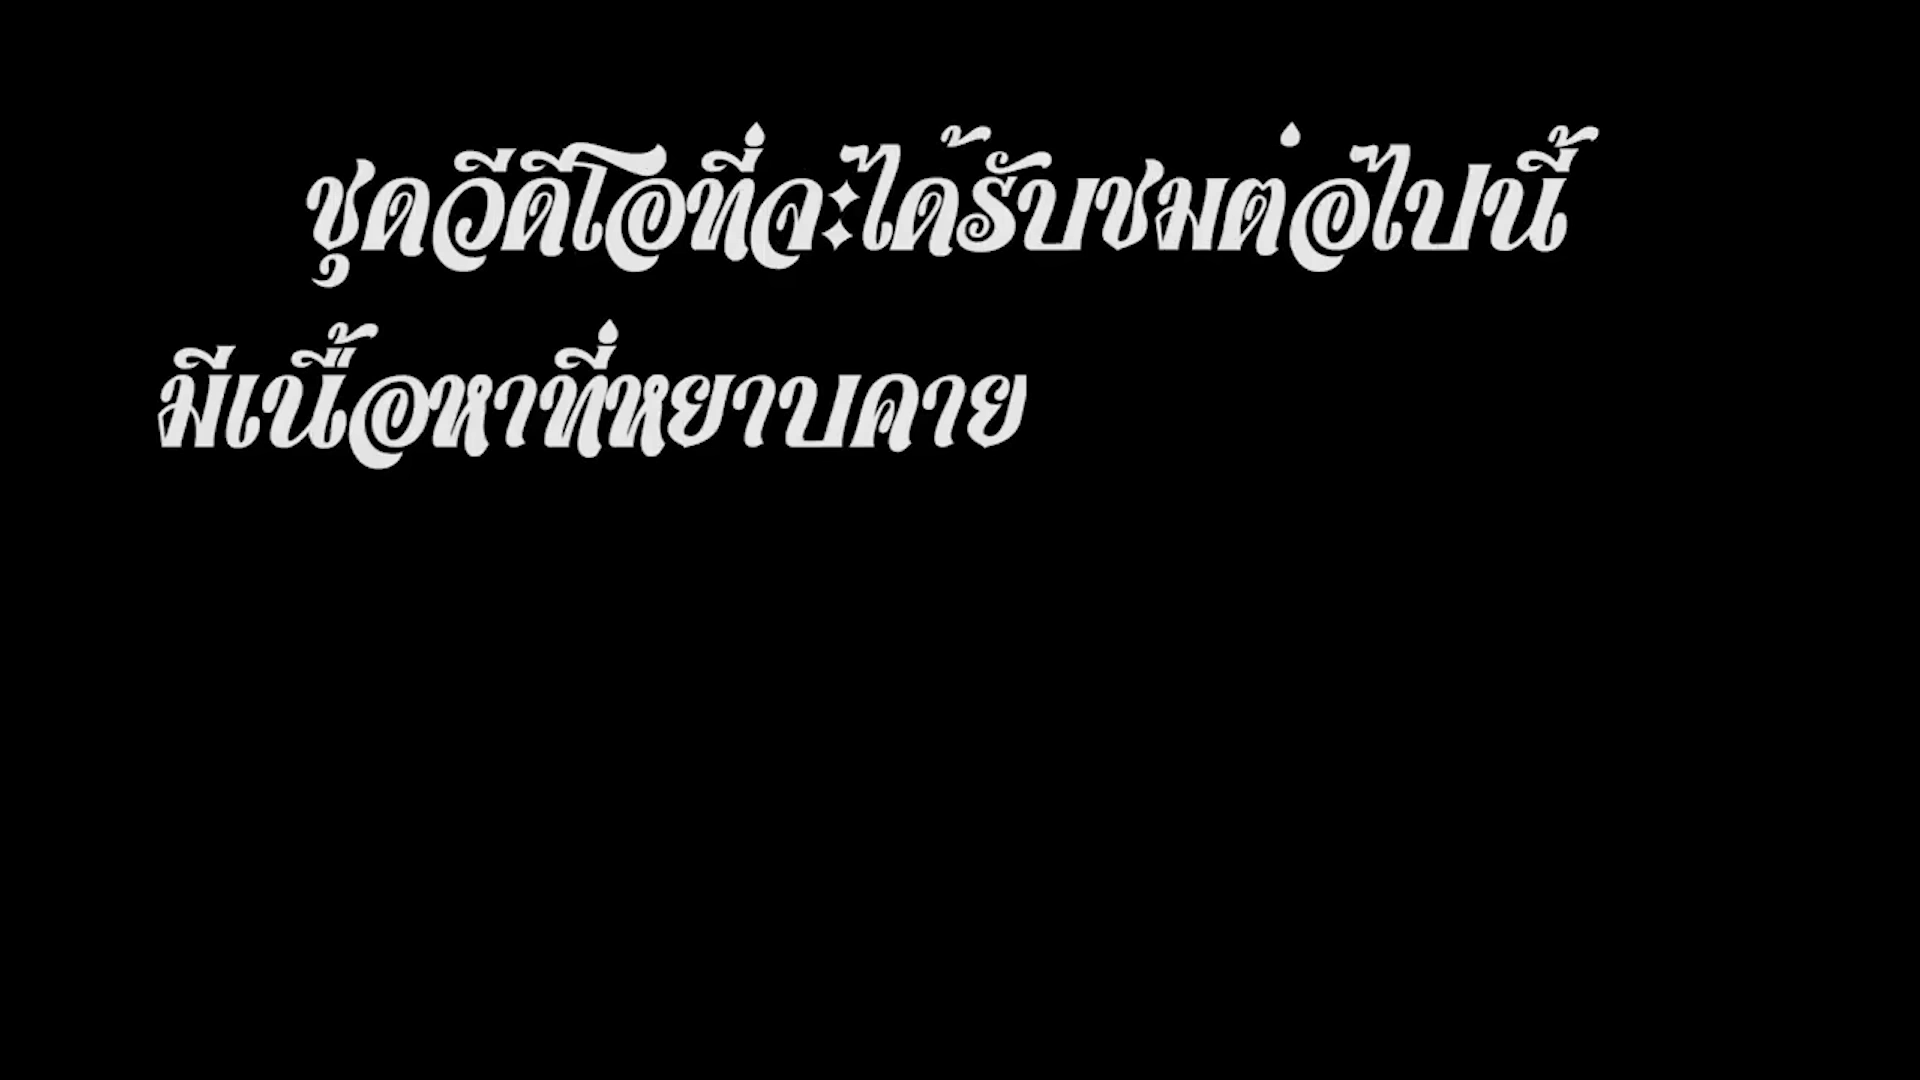 ชุดวีดีโอที่จะได้รับชมต่อไปนี้
มีเนื้อหาที่หยาบคาย